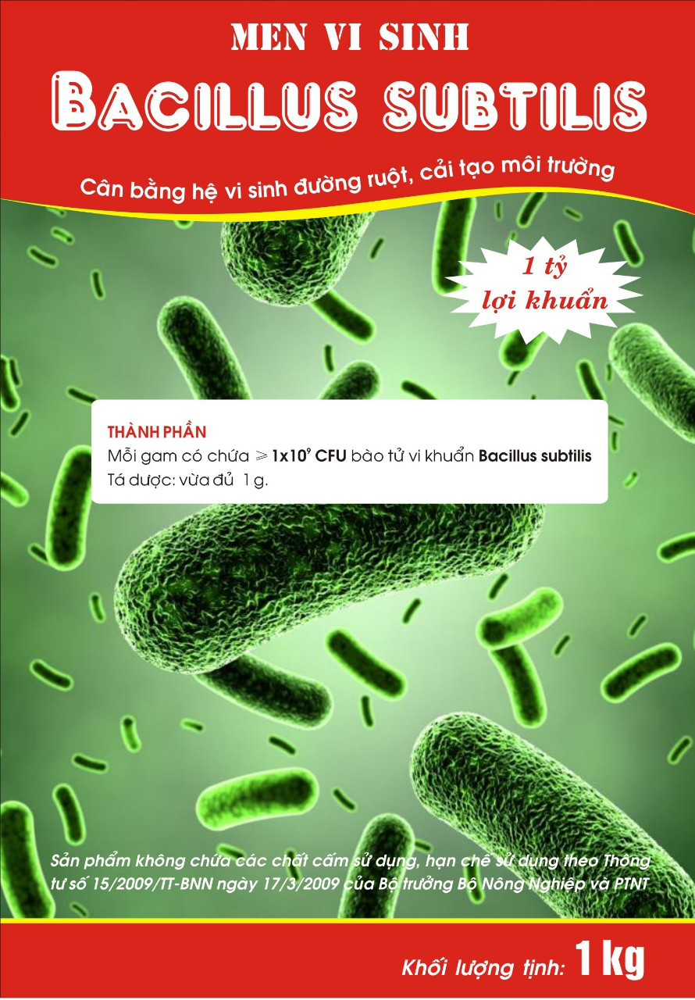 MEN VI SINH
BACILLUS SUBTILIS
Cân bằng hệ vi sinh đường ruột, cải tạo môi trường
1 tỷ
lợi khuẩn
THÀNH PHẦN
Mỗi gam có chứa ⩾ 1x10⁹ CFU bào tử vi khuẩn Bacillus subtilis
Tá dược: vừa đủ 1 g.
Sản phẩm không chứa các chất cấm sử dụng, hạn chế sử dung theo Thông
tư số 15/2009/TT-BNN ngày 17/3/2009 của Bộ trưởng Bộ Nông Nghiệp và PTNT
Khối lượng tịnh: 1 kg